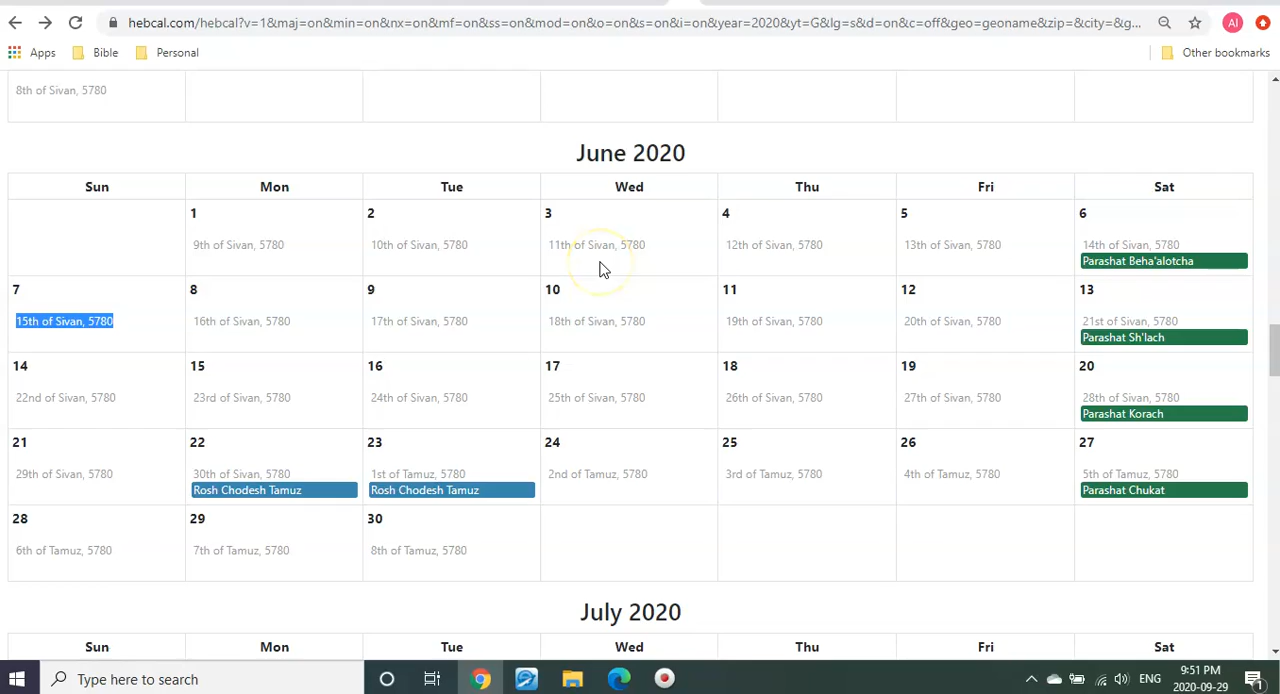 hebcal.com/hebcal?v=1&maj=on&min=on&nx=on&mf=on&ss=on&mod=on&o=on&s=on&i=on&year=2020&yt=G&lg=s&d=on&c=off&geo=geoname&zip=&city=&g...
AI
Apps Bible Personal Other bookmarks
8th of Sivan, 5780
June 2020
Sun Mon Tue Wed Thu Fri Sat
1 2 3 4 5 6
9th of Sivan, 5780 10th of Sivan, 5780 11th of Sivan, 5780 12th of Sivan, 5780 13th of Sivan, 5780 14th of Sivan, 5780
Parashat Beha'alotcha
7 8 9 10 11 12 13
15th of Sivan, 5780 16th of Sivan, 5780 17th of Sivan, 5780 18th of Sivan, 5780 19th of Sivan, 5780 20th of Sivan, 5780 21st of Sivan, 5780
Parashat Sh'lach
14 15 16 17 18 19 20
22nd of Sivan, 5780 23rd of Sivan, 5780 24th of Sivan, 5780 25th of Sivan, 5780 26th of Sivan, 5780 27th of Sivan, 5780 28th of Sivan, 5780
Parashat Korach
21 22 23 24 25 26 27
29th of Sivan, 5780 30th of Sivan, 5780 1st of Tamuz, 5780 2nd of Tamuz, 5780 3rd of Tamuz, 5780 4th of Tamuz, 5780 5th of Tamuz, 5780
Rosh Chodesh Tamuz Rosh Chodesh Tamuz Parashat Chukat
28 29 30
6th of Tamuz, 5780 7th of Tamuz, 5780 8th of Tamuz, 5780
July 2020
Sun Mon Tue Wed Thu Fri Sat
Type here to search
ENG
9:51 PM
2020-09-29
1